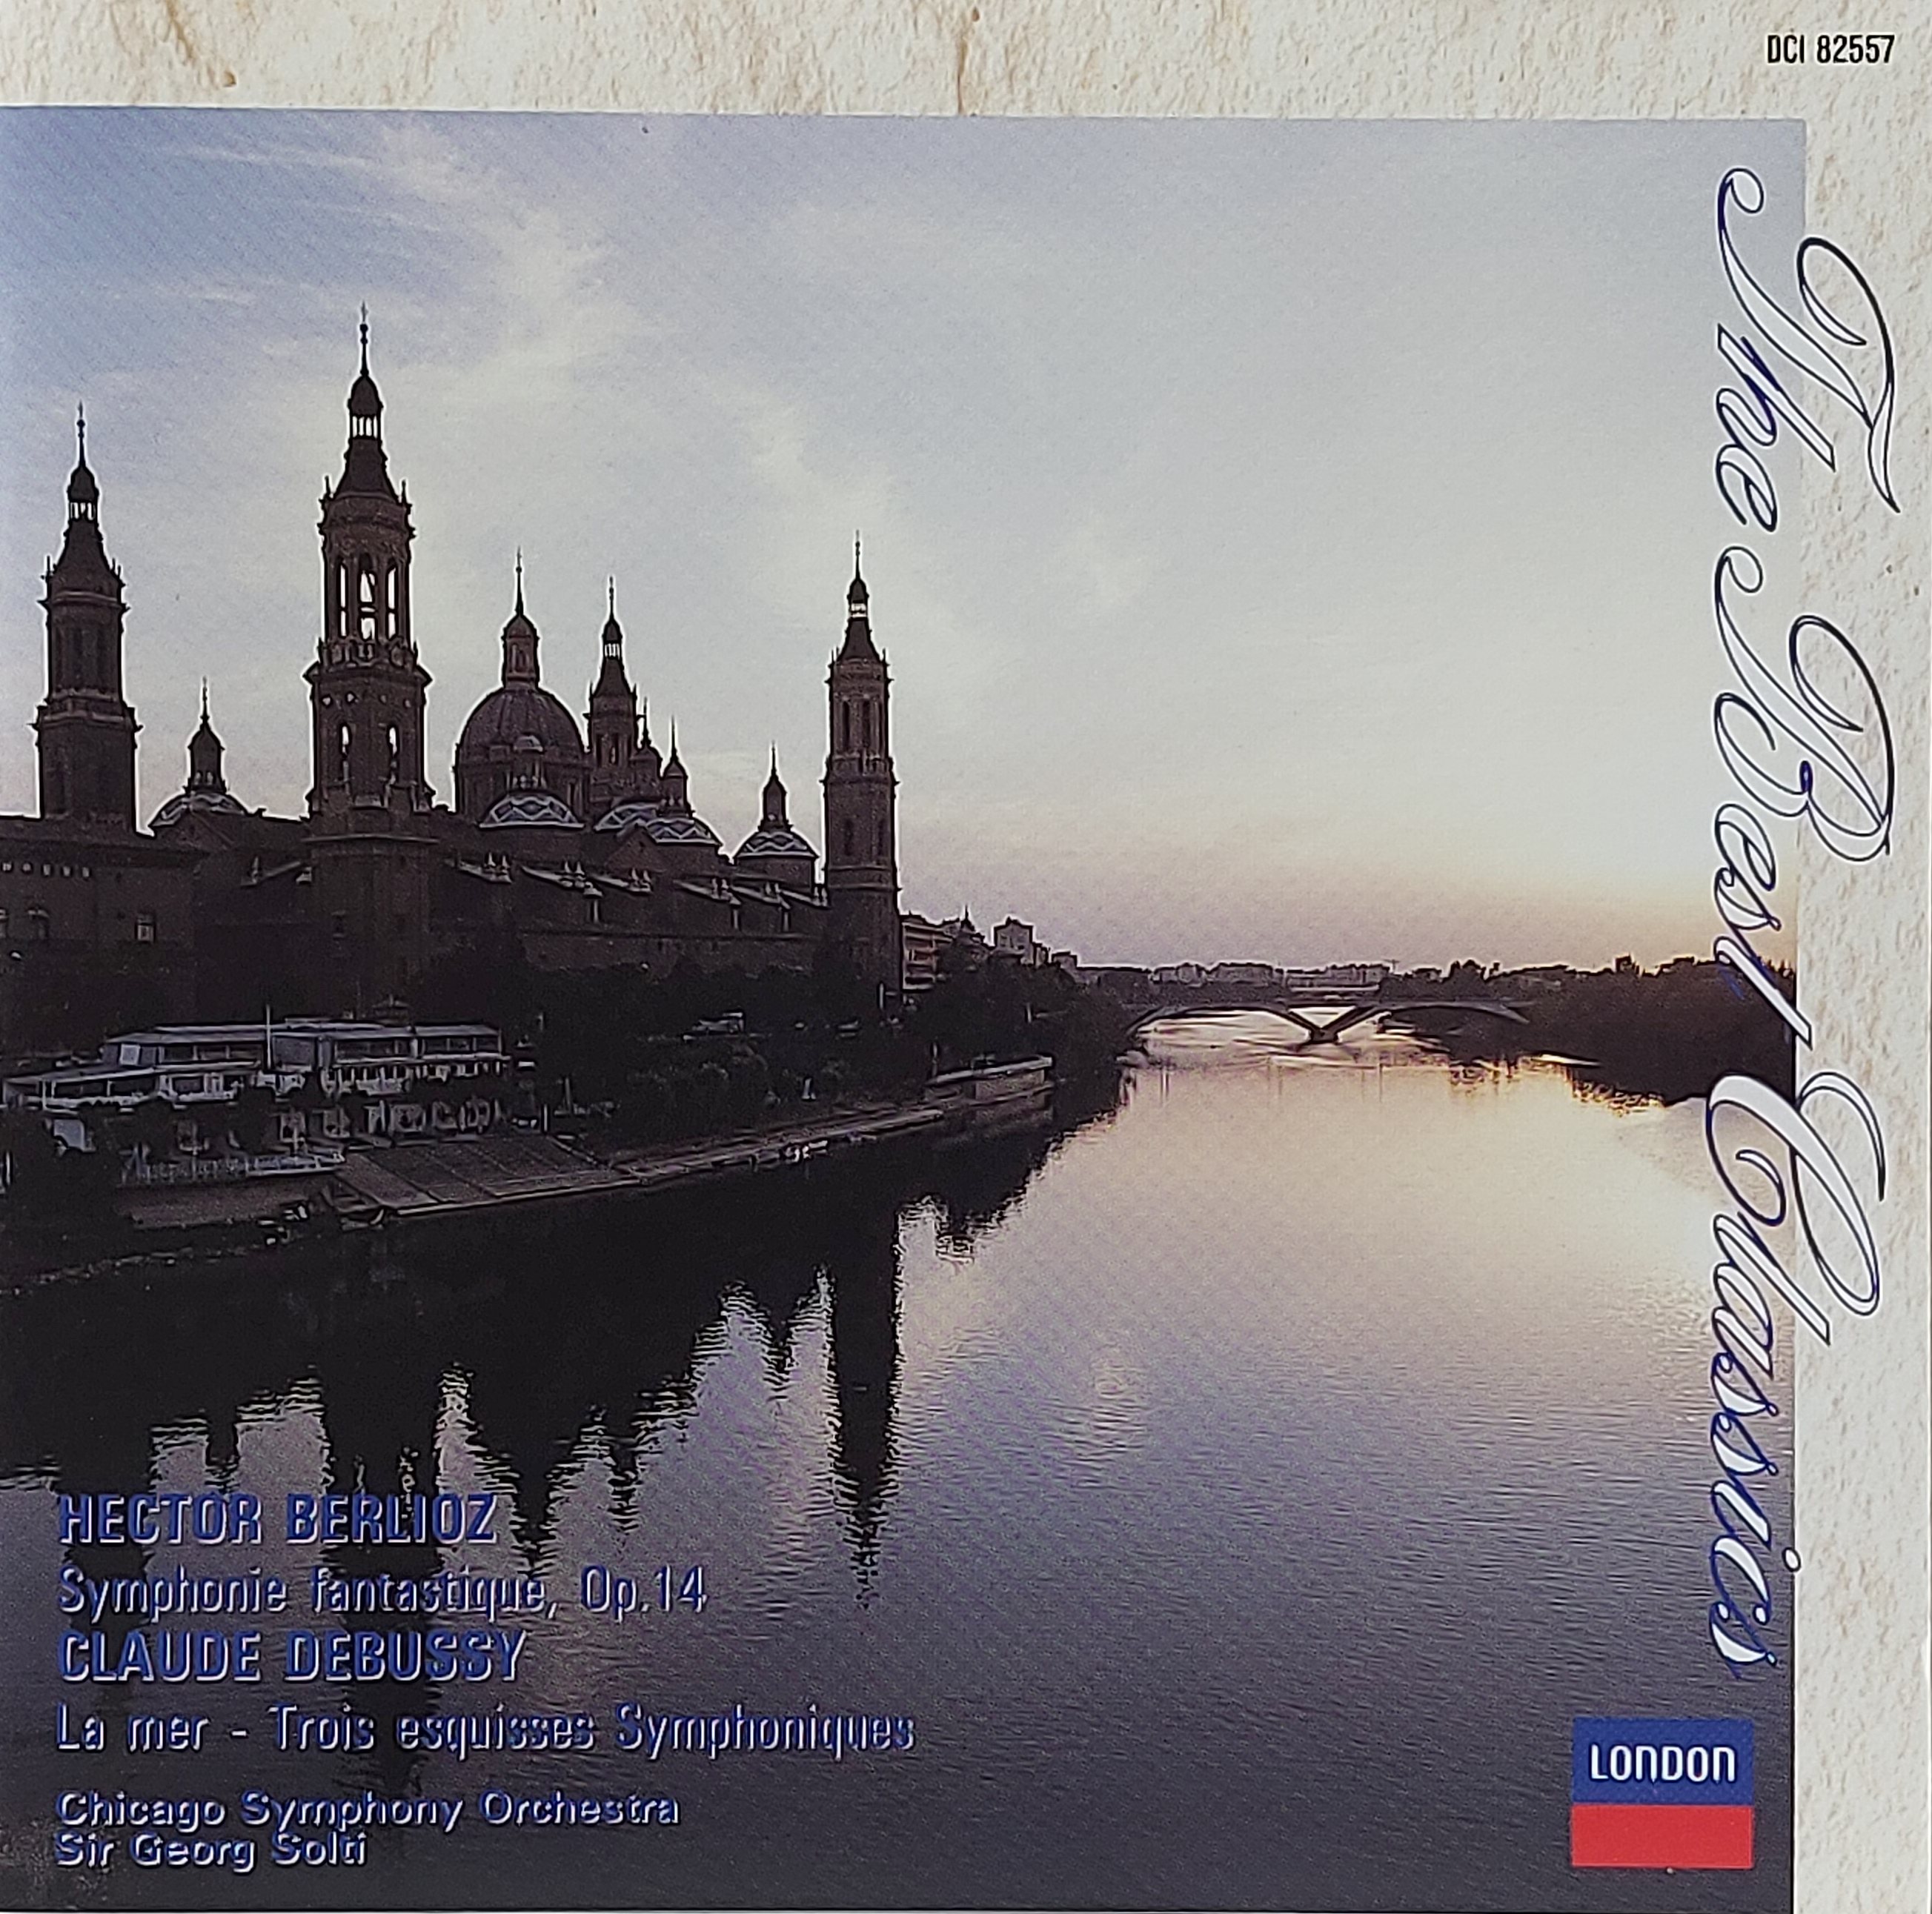 DCI 82557
The Best Classics
HECTOR BERLIOZ
Symphonie fantastique, Op.14
CLAUDE DEBUSSY
La mer - Trois esquisses Symphoniques
Chicago Symphony Orchestra
Sir Georg Solti
LONDON